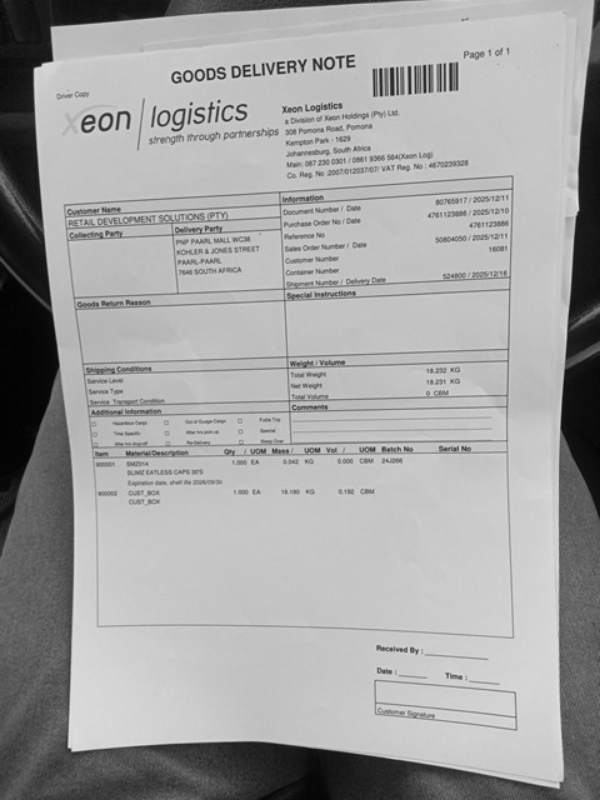 Page 1 of 1
GOODS DELIVERY NOTE
Driver Copy
xeon logistics
strength through partnerships
Xeon Logistics
a Division of Xeon Holdings (Pty) Ltd.
308 Pomona Road, Pomona
Kempton Park - 1629
Johannesburg, South Africa
Main: 087 230 0301 / 0861 9366 564(Xeon Log)
Co. Reg. No :2007/012037/07/ VAT Reg. No : 4670239328
Customer Name
RETAIL DEVELOPMENT SOLUTIONS (PTY)
Collecting Party
Delivery Party
PNP PAARL MALL WC38
KOHLER & JONES STREET
PAARL-PAARL
7646 SOUTH AFRICA
Information
Document Number / Date 80765917 / 2025/12/11
Purchase Order No / Date 4761123886 / 2025/12/10
Reference No 4761123886
Sales Order Number / Date 50804050 / 2025/12/11
Customer Number 16081
Container Number
Shipment Number / Delivery Date 524800 / 2025/12/16
Goods Return Reason
Special Instructions
Shipping Conditions
Service Level
Service Type
Service Transport Condition
Weight / Volume
Total Weight 18.232 KG
Net Weight 18.231 KG
Total Volume 0 CBM
Additional Information
Hazardous Cargo Out of Guage Cargo Futile Trip
Time Specific After hrs pick-up Special
After hrs drop-off Re-Delivery Sleep Over
Comments
Item Material/Description Qty / UOM Mass / UOM Vol / UOM Batch No Serial No
900001 SMZ014 1.000 EA 0.042 KG 0.000 CBM 24J266
SLIMZ EATLESS CAPS 30'S
Expiration date, shelf life 2026/09/30
900002 CUST_BOX 1.000 EA 18.190 KG 0.192 CBM
CUST_BOX
Received By :
Date : Time :
Customer Signature